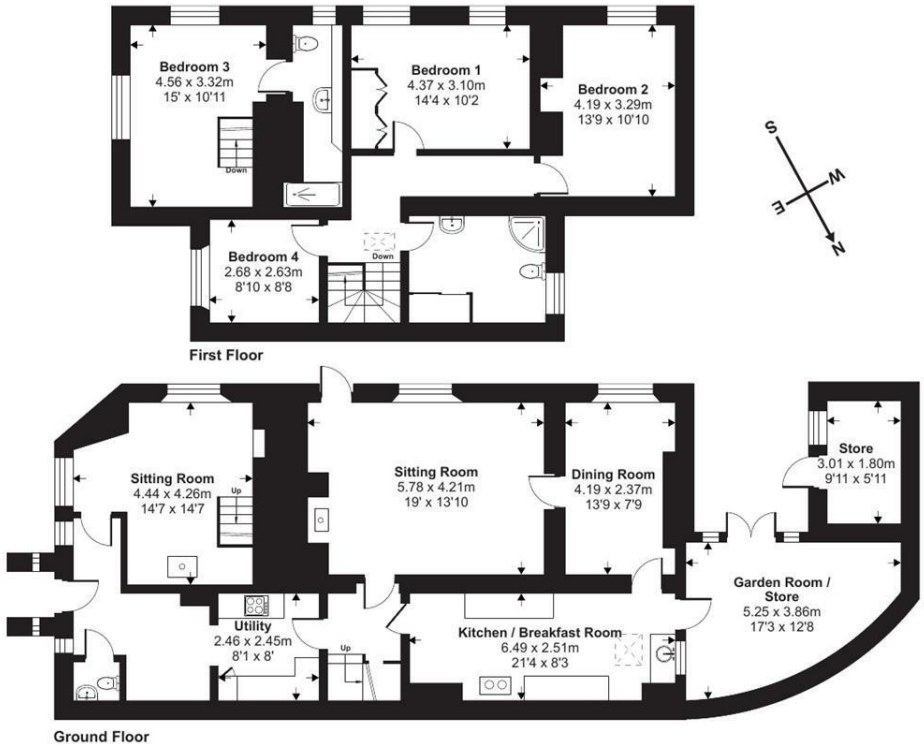 Bedroom 3
4.56 x 3.32m
15' x 10'11
Down
Bedroom 1
4.37 x 3.10m
14'4 x 10'2
Bedroom 2
4.19 x 3.29m
13'9 x 10'10
S
W
E
N
Bedroom 4
2.68 x 2.63m
8'10 x 8'8
Down
First Floor
Sitting Room
4.44 x 4.26m
14'7 x 14'7
Up
Sitting Room
5.78 x 4.21m
19' x 13'10
Dining Room
4.19 x 2.37m
13'9 x 7'9
Store
3.01 x 1.80m
9'11 x 5'11
Utility
2.46 x 2.45m
8'1 x 8'
Up
Kitchen / Breakfast Room
6.49 x 2.51m
21'4 x 8'3
Garden Room /
Store
5.25 x 3.86m
17'3 x 12'8
Ground Floor